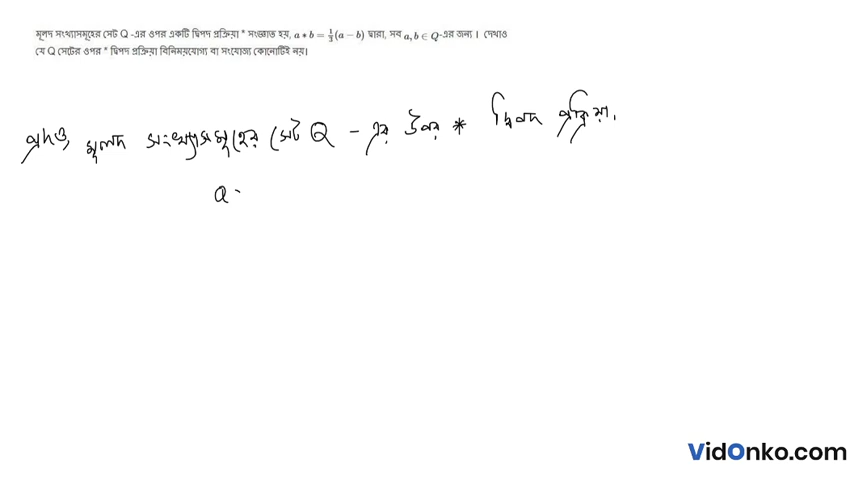 মূলদ সংখ্যাসমূহের সেট Q -এর ওপর একটি দ্বিপদ প্রক্রিয়া * সংজ্ঞাত হয়, a ∗ b = 1/3(a − b) দ্বারা, সব a, b ∈ Q-এর জন্য। দেখাও
যে Q সেটের ওপর * দ্বিপদ প্রক্রিয়া বিনিময়যোগ্য বা সংযোজ্য কোনোটিই নয়।
প্রদত্ত, মূলদ সংখ্যাসমূহের সেট Q - এর উপর * দ্বিপদ প্রক্রিয়া,
a
VidOnko.com